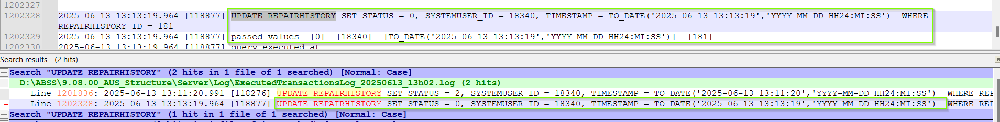 1202327
1202328 2025-06-13 13:13:19.964 [118877] UPDATE REPAIRHISTORY SET STATUS = 0, SYSTEMUSER_ID = 18340, TIMESTAMP = TO_DATE('2025-06-13 13:13:19','YYYY-MM-DD HH24:MI:SS') WHERE
REPAIRHISTORY_ID = 181
1202329 2025-06-13 13:13:19.964 [118877] passed values [0] [18340] [TO_DATE('2025-06-13 13:13:19','YYYY-MM-DD HH24:MI:SS')] [181]
1202330 2025-06-13 13:13:19.964 [118877] query executed at
Search results - (2 hits)
Search "UPDATE REPAIRHISTORY" (2 hits in 1 file of 1 searched) [Normal: Case]
D:\ABSS\9.08.00_AUS_Structure\Server\Log\ExecutedTransactionsLog_20250613_13h02.log (2 hits)
Line 1201836: 2025-06-13 13:11:20.991 [118276] UPDATE REPAIRHISTORY SET STATUS = 2, SYSTEMUSER_ID = 18340, TIMESTAMP = TO_DATE('2025-06-13 13:11:20','YYYY-MM-DD HH24:MI:SS') WHERE REP
Line 1202328: 2025-06-13 13:13:19.964 [118877] UPDATE REPAIRHISTORY SET STATUS = 0, SYSTEMUSER_ID = 18340, TIMESTAMP = TO_DATE('2025-06-13 13:13:19','YYYY-MM-DD HH24:MI:SS') WHERE REP
Search "UPDATE REPAIRHISTORY" (1 hit in 1 file of 1 searched) [Normal: Case]